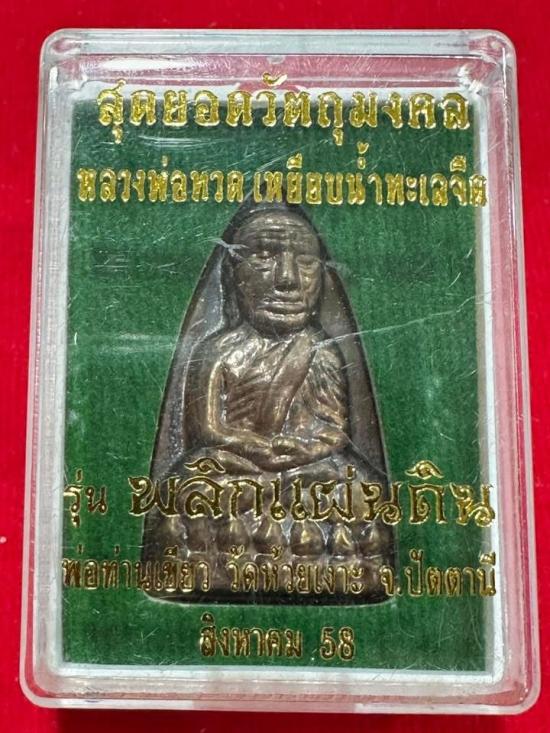 สุดยอดวัตถุมงคล
หลวงพ่อทวด เหยียบน้ำทะเลจืด
รุ่น พลิกแผ่นดิน
พ่อท่านเขียว วัดห้วยเงาะ จ.ปัตตานี
สิงหาคม 58